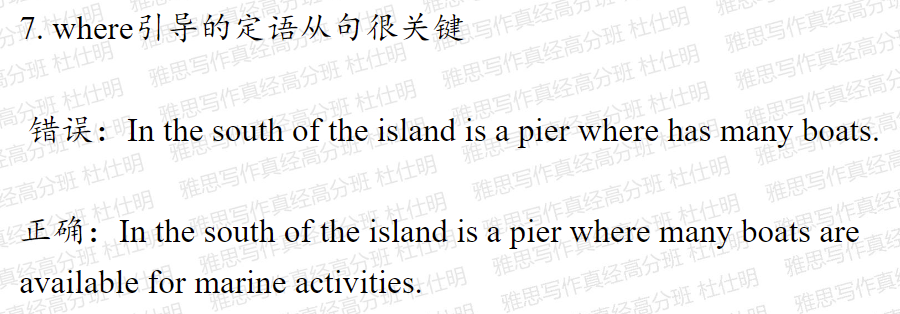 7. where引导的定语从句很关键
错误：In the south of the island is a pier where has many boats.
正确：In the south of the island is a pier where many boats are
available for marine activities.
雅思写作真经高分班 杜仕明